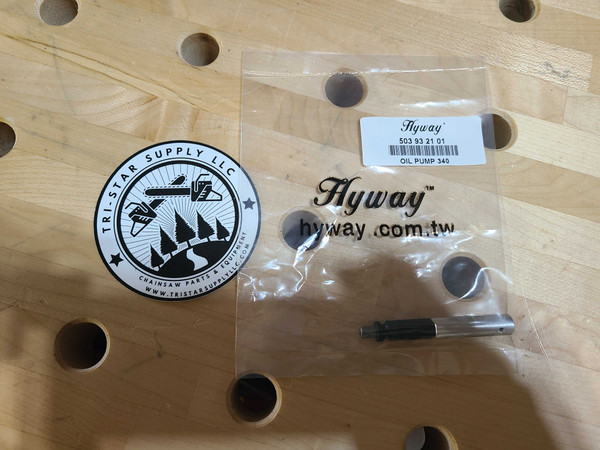 TRI-STAR SUPPLY LLC
CHAINSAW PARTS & EQUIPMENT
WWW.TRISTARSUPPLYLLC.COM
Hyway™
503 93 21 01
OIL PUMP 340
Hyway™
hyway.com.tw